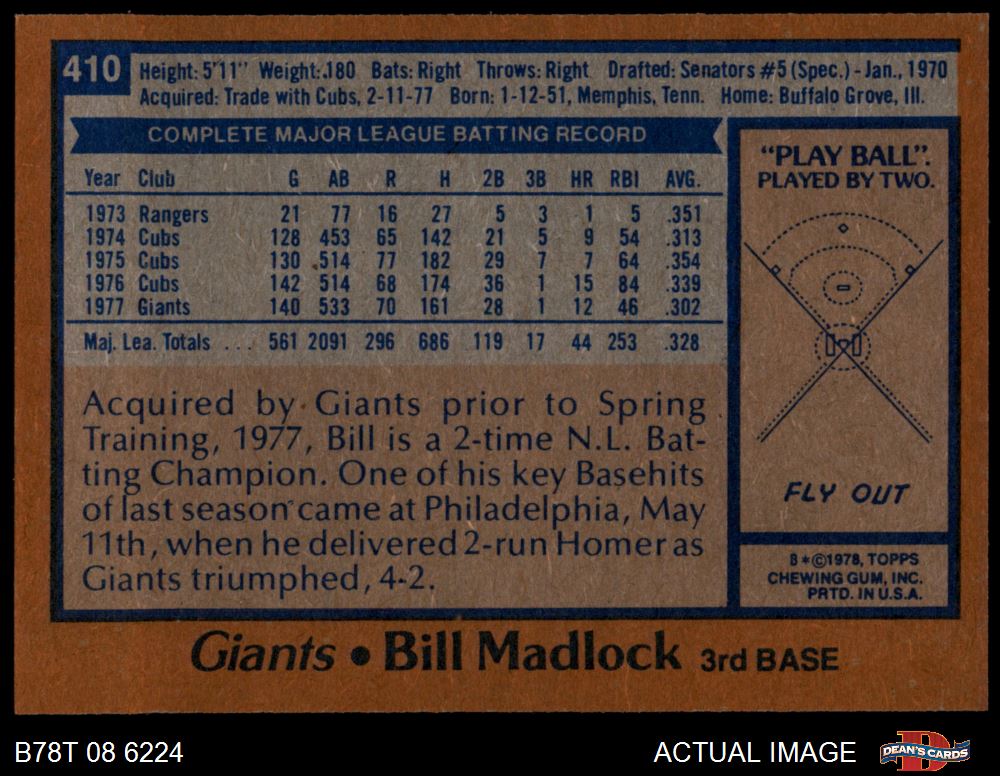 410
Height: 5'11" Weight: 180 Bats: Right Throws: Right Drafted: Senators #5 (Spec.) - Jan., 1970
Acquired: Trade with Cubs, 2-11-77 Born: 1-12-51, Memphis, Tenn. Home: Buffalo Grove, Ill.
COMPLETE MAJOR LEAGUE BATTING RECORD
Year Club G AB R H 2B 3B HR RBI AVG.
1973 Rangers 21 77 16 27 5 3 1 5 .351
1974 Cubs 128 453 65 142 21 5 9 54 .313
1975 Cubs 130 514 77 182 29 7 7 64 .354
1976 Cubs 142 514 68 174 36 1 15 84 .339
1977 Giants 140 533 70 161 28 1 12 46 .302
Maj. Lea. Totals ... 561 2091 296 686 119 17 44 253 .328
Acquired by Giants prior to Spring
Training, 1977, Bill is a 2-time N.L. Bat-
ting Champion. One of his key Basehits
of last season came at Philadelphia, May
11th, when he delivered 2-run Homer as
Giants triumphed, 4-2.
"PLAY BALL".
PLAYED BY TWO.
FLY OUT
B*©1978, TOPPS
CHEWING GUM, INC.
PRTD. IN U.S.A.
Giants • Bill Madlock 3rd BASE
B78T 08 6224
ACTUAL IMAGE
D
DEAN'S CARDS